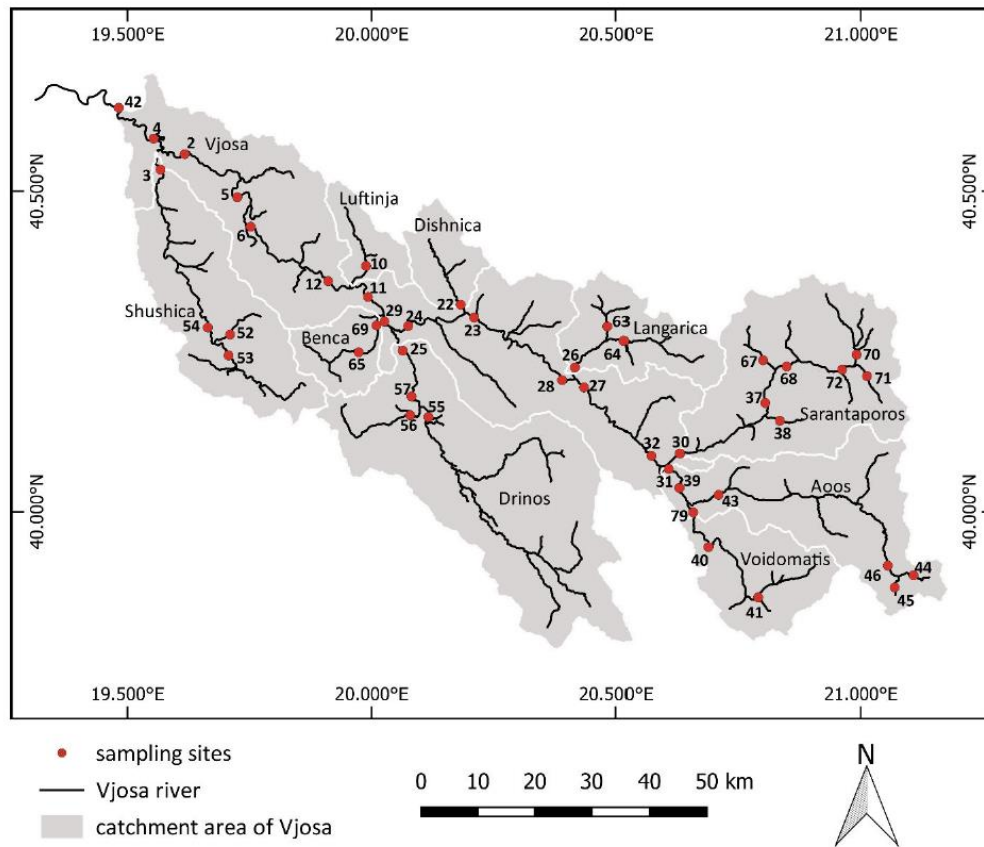 19.500°E 20.000°E 20.500°E 21.000°E
40.500°N 40.500°N
40.000°N 40.000°N
42
4
2 Vjosa
3
5
6
Luftinja
Dishnica
10
12
11
22
23
29
24
69
Benca
65
25
Shushica
54
52
53
57
56
55
Drinos
63
Langarica
64
26
28
27
67
68
70
72
71
37
38
Sarantaporos
32
30
31
39
43
Aoos
79
40
Voidomatis
41
46
44
45
19.500°E 20.000°E 20.500°E 21.000°E
sampling sites
Vjosa river
catchment area of Vjosa
0 10 20 30 40 50 km
N